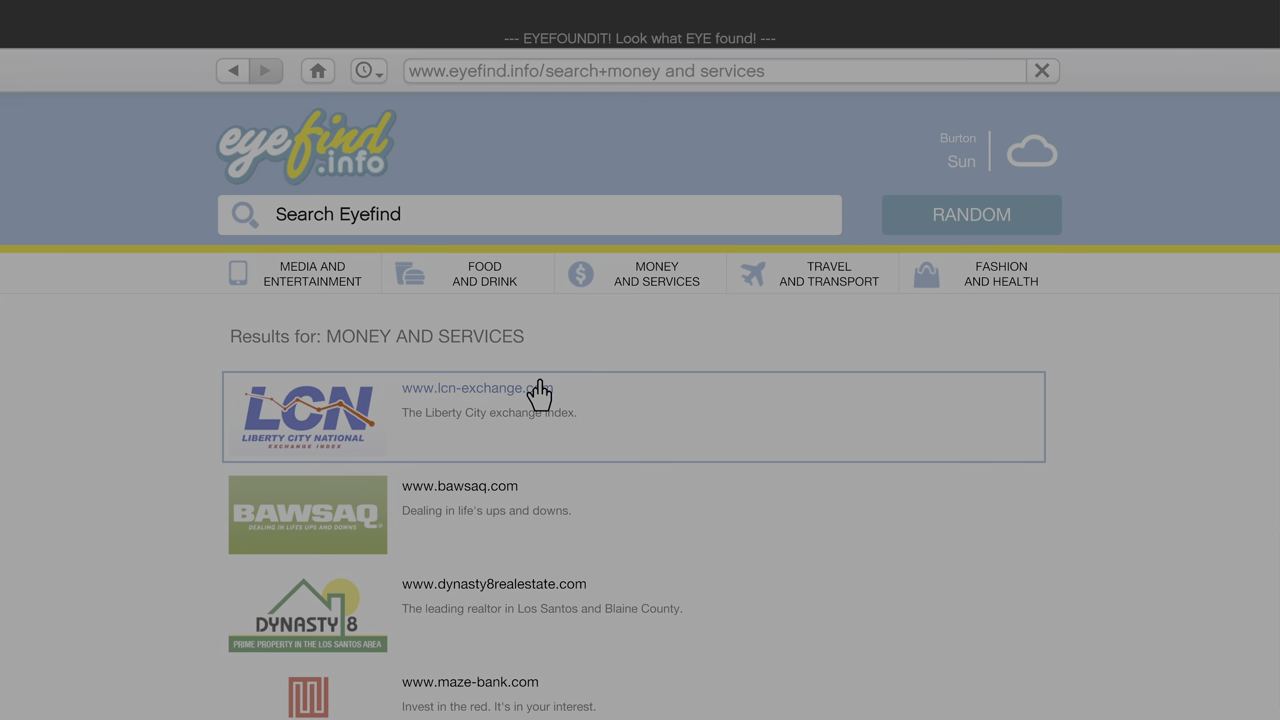 --- EYEFOUNDIT! Look what EYE found! ---
www.eyefind.info/search+money and services
eyefind
.info
Burton
Sun
Search Eyefind
RANDOM
MEDIA AND
ENTERTAINMENT
FOOD
AND DRINK
MONEY
AND SERVICES
TRAVEL
AND TRANSPORT
FASHION
AND HEALTH
Results for: MONEY AND SERVICES
LCN
LIBERTY CITY NATIONAL
EXCHANGE INDEX
www.lcn-exchange.com
The Liberty City exchange index.
BAWSAQ
DEALING IN LIFE'S UPS AND DOWNS
www.bawsaq.com
Dealing in life's ups and downs.
DYNASTY 8
PRIME PROPERTY IN THE LOS SANTOS AREA
www.dynasty8realestate.com
The leading realtor in Los Santos and Blaine County.
www.maze-bank.com
Invest in the red. It's in your interest.